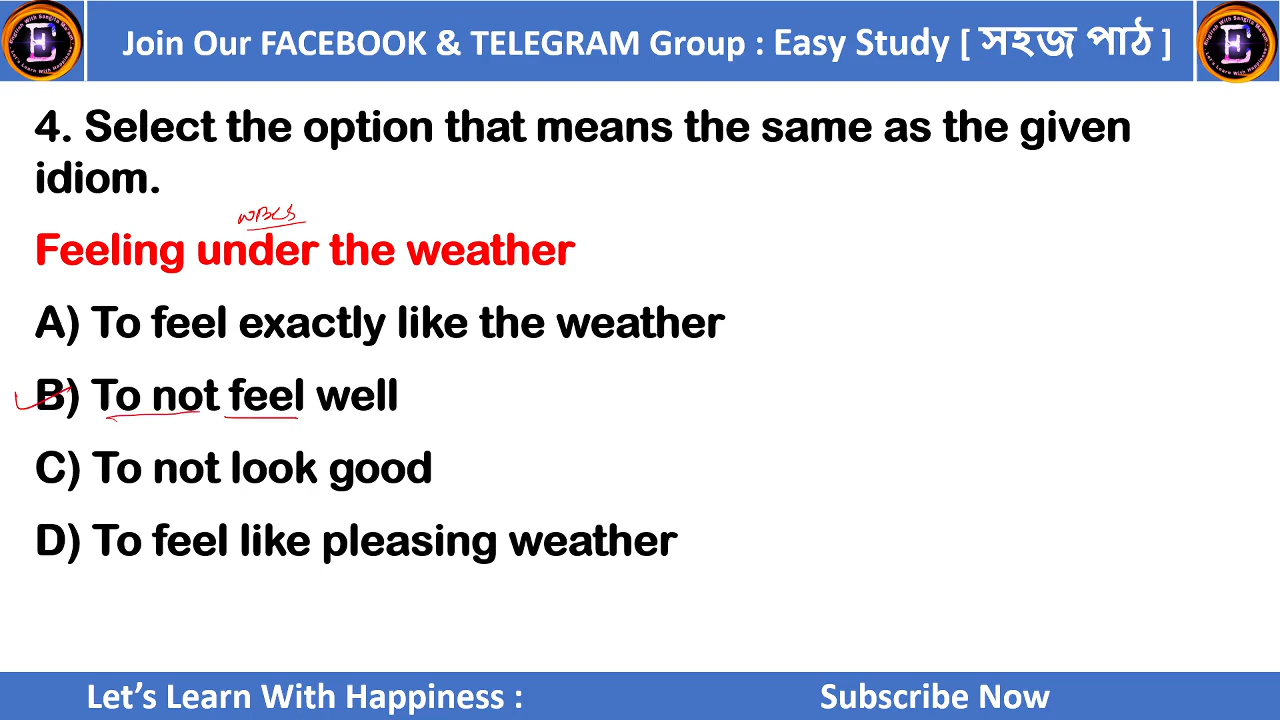 Join Our FACEBOOK & TELEGRAM Group : Easy Study [ সহজ পাঠ ]
4. Select the option that means the same as the given
idiom.
WBCS
Feeling under the weather
A) To feel exactly like the weather
B) To not feel well
C) To not look good
D) To feel like pleasing weather
Let's Learn With Happiness :
Subscribe Now